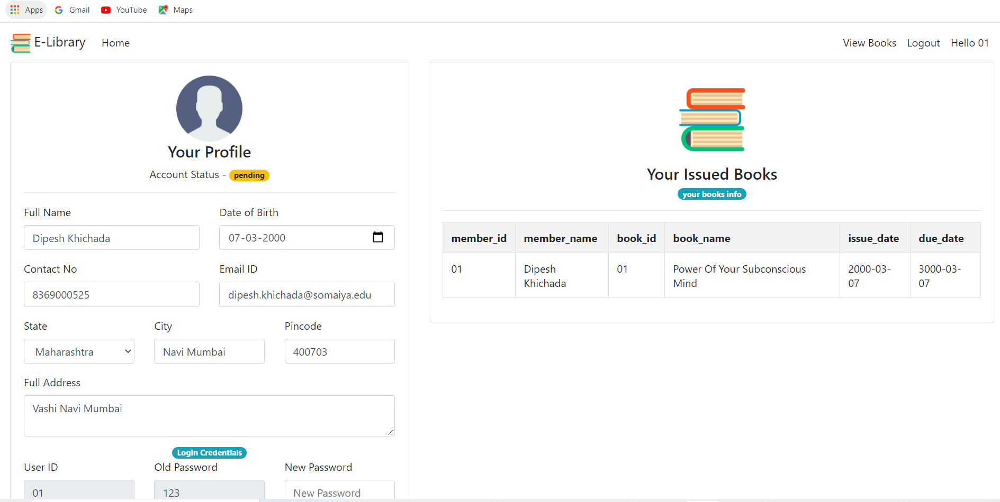 Apps Gmail YouTube Maps
E-Library Home View Books Logout Hello 01
Your Profile
Account Status - pending
Full Name Date of Birth
Dipesh Khichada 07-03-2000
Contact No Email ID
8369000525 dipesh.khichada@somaiya.edu
State City Pincode
Maharashtra Navi Mumbai 400703
Full Address
Vashi Navi Mumbai
Login Credentials
User ID Old Password New Password
01 123 New Password
Your Issued Books
your books info
member_id member_name book_id book_name issue_date due_date
01 Dipesh 01 Power Of Your Subconscious 2000-03- 3000-03-
Khichada Mind 07 07